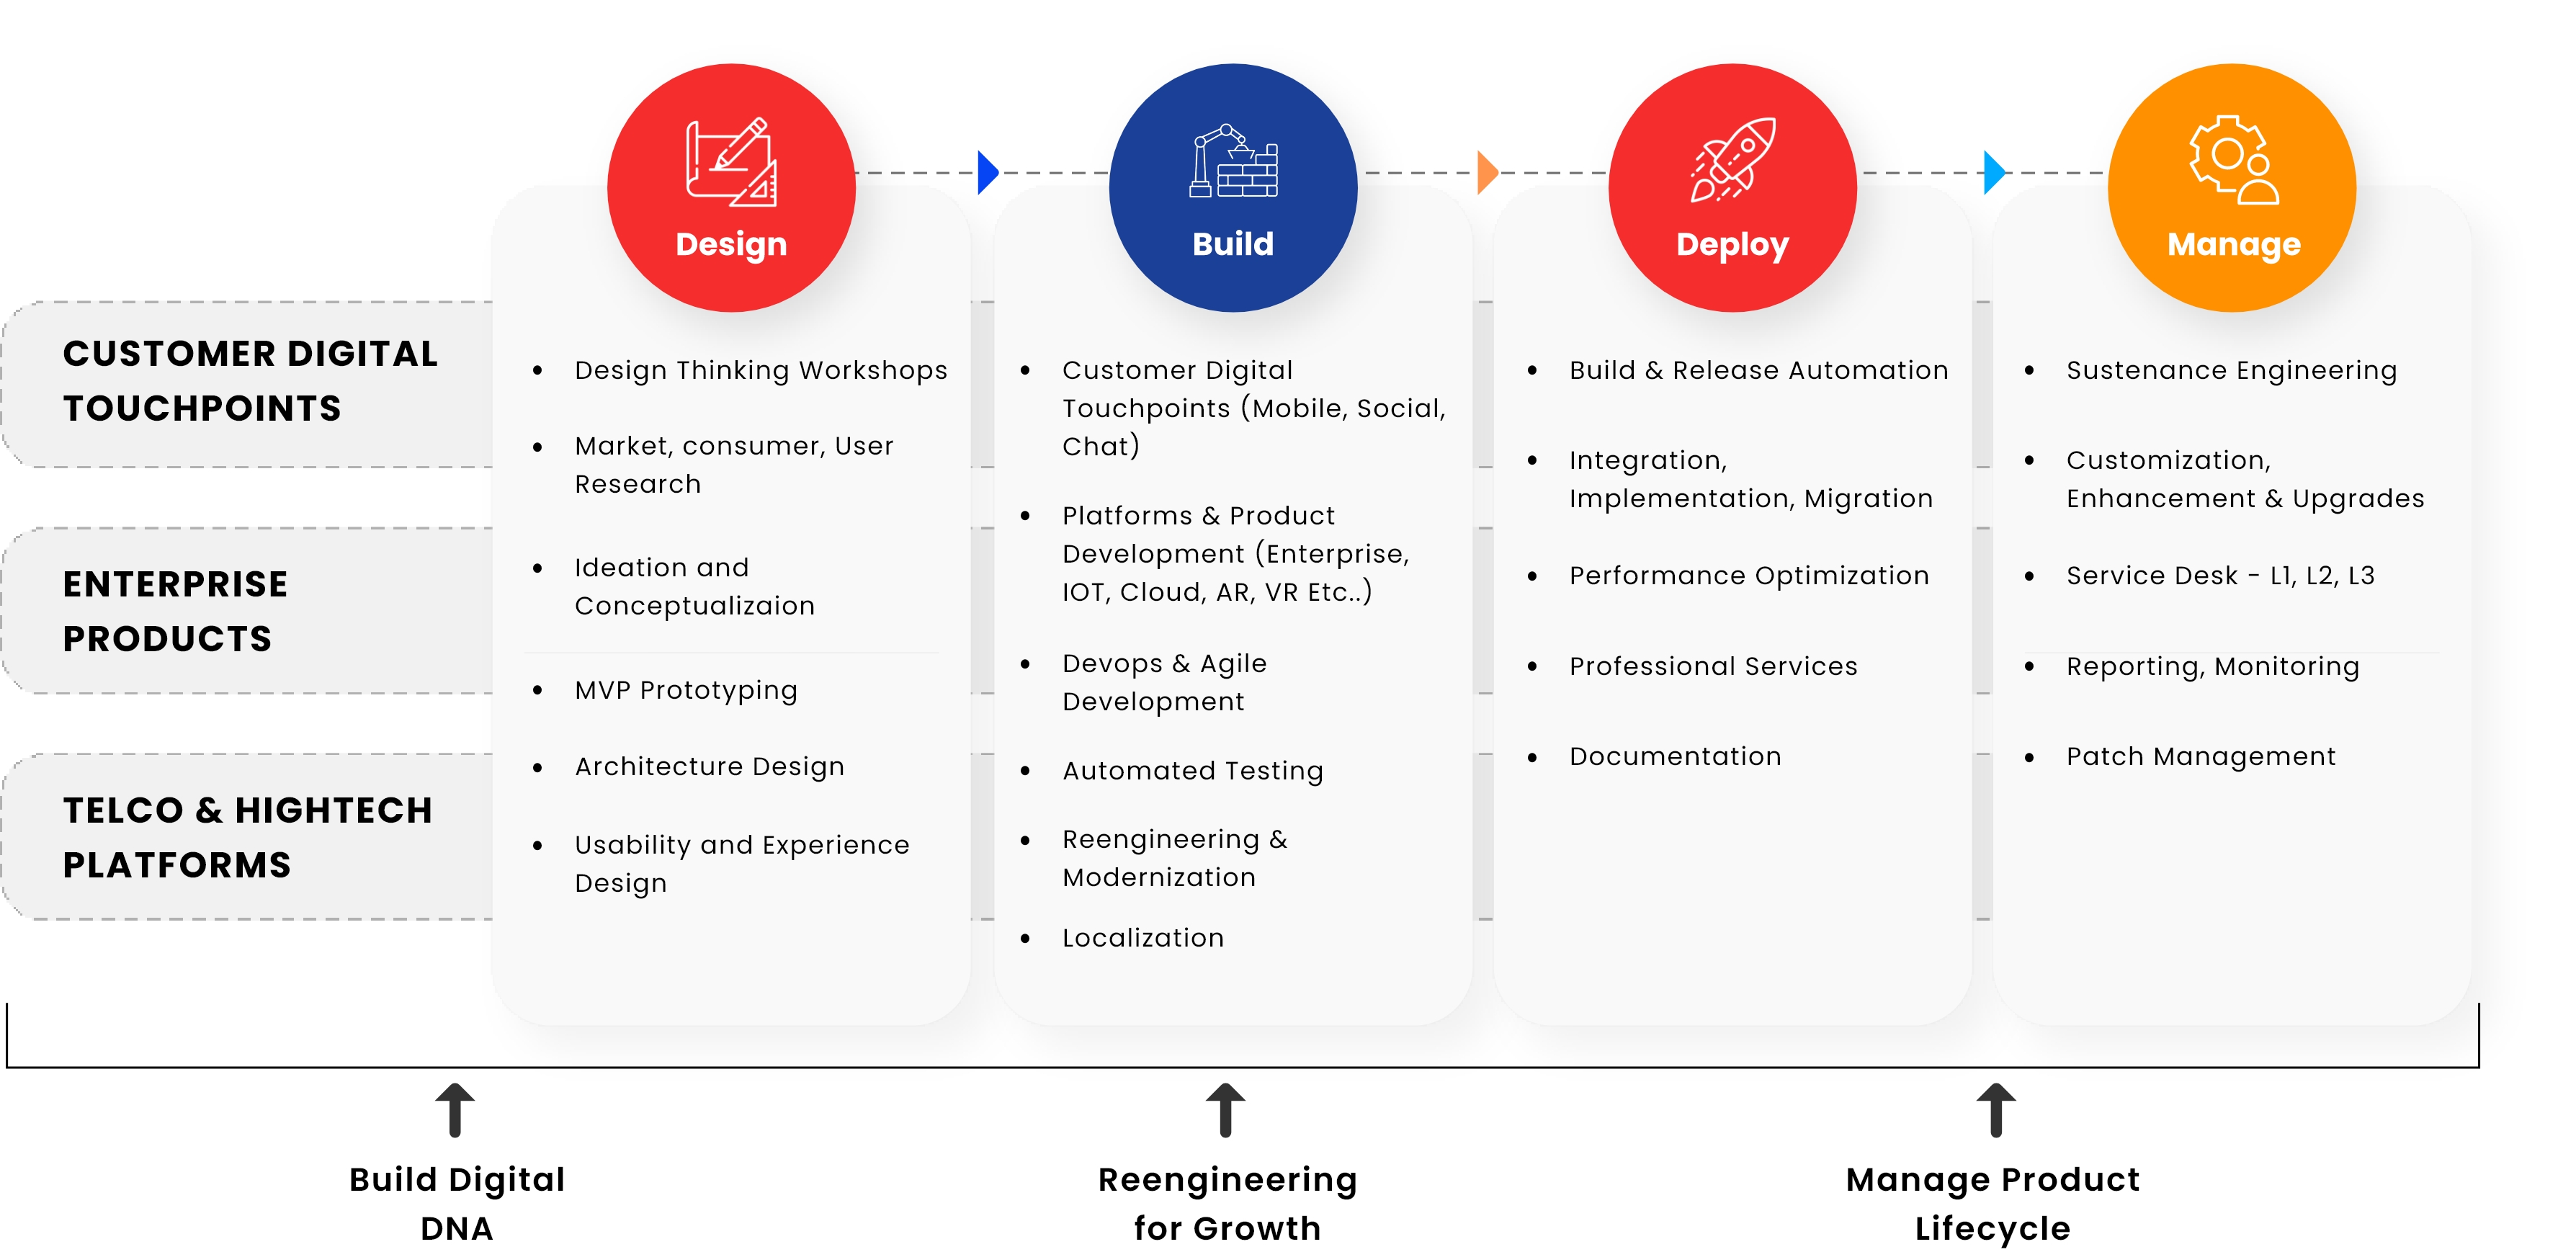 Design
Build
Deploy
Manage
CUSTOMER DIGITAL
TOUCHPOINTS
ENTERPRISE
PRODUCTS
TELCO & HIGHTECH
PLATFORMS
• Design Thinking Workshops
• Market, consumer, User
Research
• Ideation and
Conceptualizaion
• MVP Prototyping
• Architecture Design
• Usability and Experience
Design
• Customer Digital
Touchpoints (Mobile, Social,
Chat)
• Platforms & Product
Development (Enterprise,
IOT, Cloud, AR, VR Etc..)
• Devops & Agile
Development
• Automated Testing
• Reengineering &
Modernization
• Localization
• Build & Release Automation
• Integration,
Implementation, Migration
• Performance Optimization
• Professional Services
• Documentation
• Sustenance Engineering
• Customization,
Enhancement & Upgrades
• Service Desk - L1, L2, L3
• Reporting, Monitoring
• Patch Management
Build Digital
DNA
Reengineering
for Growth
Manage Product
Lifecycle